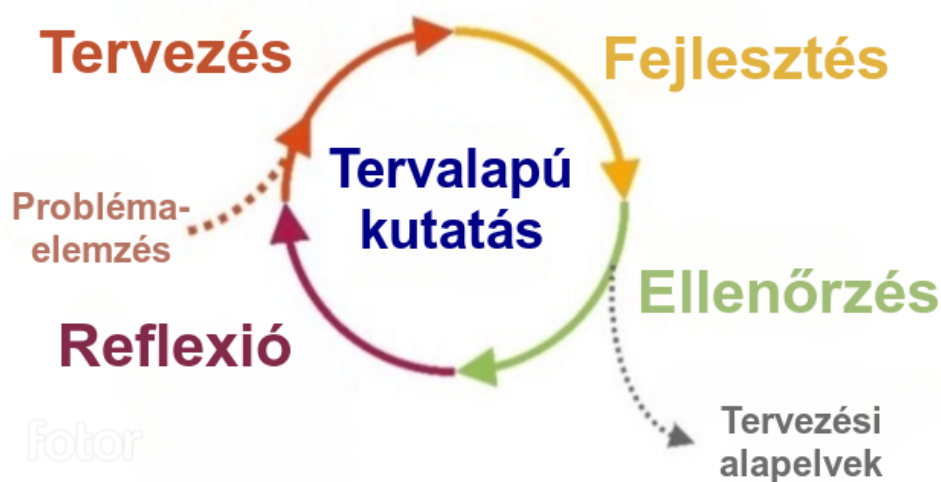 Tervezés
Fejlesztés
Tervalapú
kutatás
Probléma-
elemzés
Ellenőrzés
Reflexió
Tervezési
alapelvek
fotor